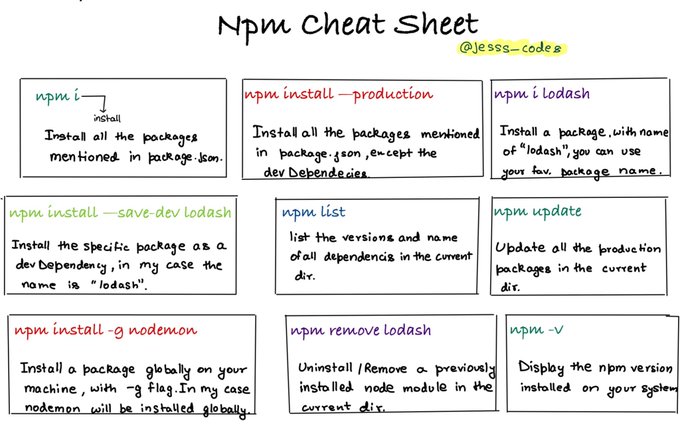 Npm Cheat Sheet
@jesss_codes
npm i
install
Install all the packages
mentioned in package.json.
npm install —production
Install all the packages mentioned
in package.json, except the
dev Dependecies.
npm i lodash
Install a package, with name
of "lodash", you can use
your fav. package name.
npm install —save-dev lodash
Install the specific package as a
dev Dependency, in my case the
name is "lodash".
npm list
list the versions and name
of all dependencis in the current
dir.
npm update
Update all the production
packages in the current
dir.
npm install -g nodemon
Install a package globally on your
machine, with -g flag. In my case
nodemon will be installed globally.
npm remove lodash
Uninstall/Remove a previously
installed node module in the
current dir.
npm -v
Display the npm version
installed on your system